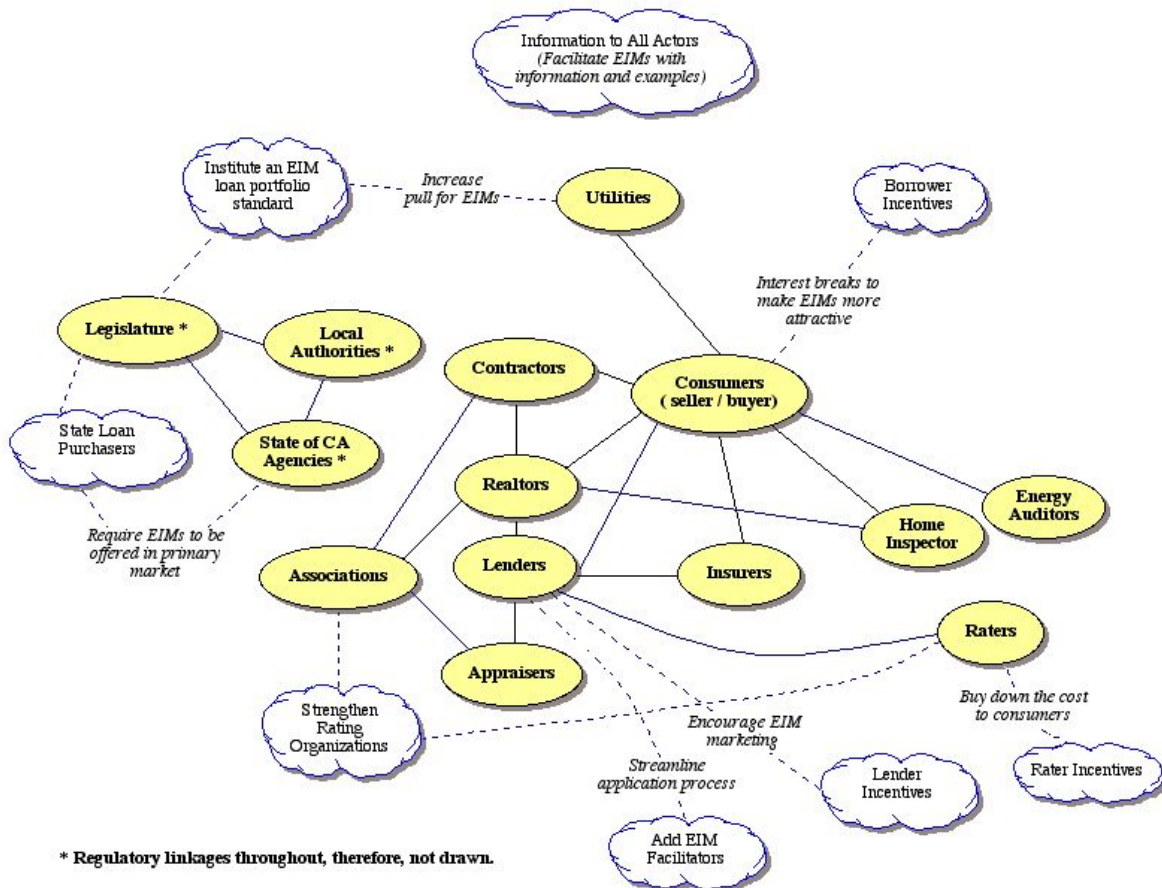 Information to All Actors
(Facilitate EIMs with
information and examples)
Institute an EIM
loan portfolio
standard
Increase
pull for EIMs
Utilities
Borrower
Incentives
Interest breaks to
make EIMs more
attractive
Legislature *
Local
Authorities *
Contractors
Consumers
( seller / buyer)
State Loan
Purchasers
State of CA
Agencies *
Realtors
Energy
Auditors
Home
Inspector
Require EIMs to be
offered in primary
market
Associations
Lenders
Insurers
Raters
Appraisers
Strengthen
Rating
Organizations
Buy down the cost
to consumers
Encourage EIM
marketing
Streamline
application process
Lender
Incentives
Rater Incentives
Add EIM
Facilitators
* Regulatory linkages throughout, therefore, not drawn.